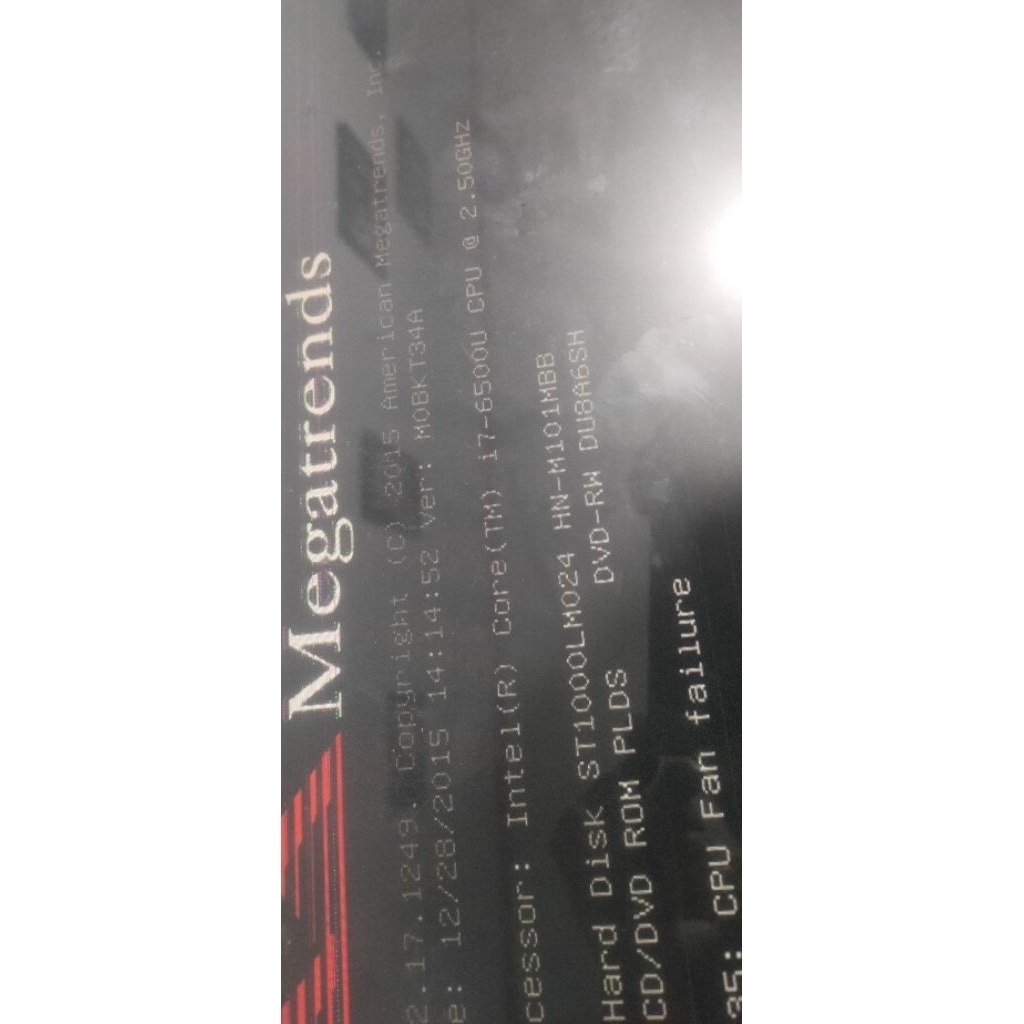 Megatrends
2.17.1249. Copyright (C) 2015 American Megatrends, Inc.
e: 12/28/2015 14:14:52 Ver: M0BKT34A
cessor: Intel(R) Core(TM) i7-6500U CPU @ 2.50GHz
Hard Disk ST1000LM024 HN-M101MBB
CD/DVD ROM PLDS DVD-RW DU8A6SH
35: CPU Fan failure